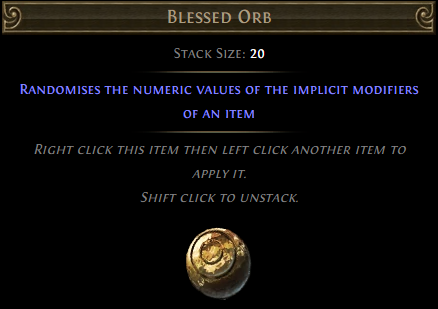 Blessed Orb
Stack Size: 20
Randomises the numeric values of the implicit modifiers
of an item
Right click this item then left click another item to
apply it.
Shift click to unstack.